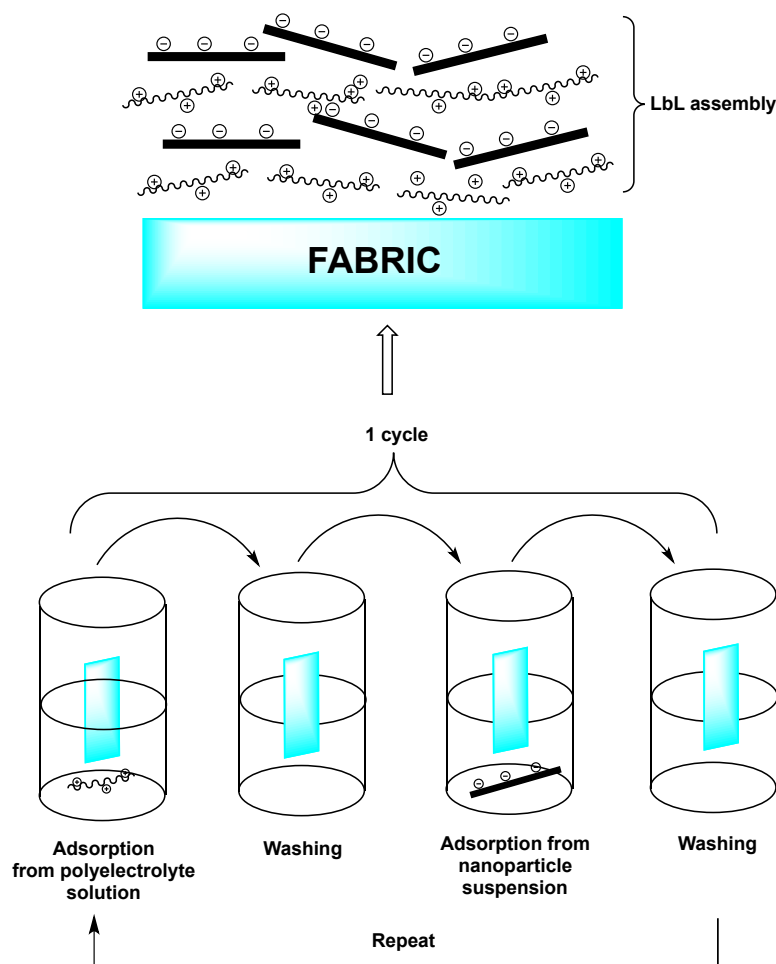 LbL assembly
FABRIC
1 cycle
Adsorption
from polyelectrolyte
solution
Washing
Adsorption from
nanoparticle
suspension
Washing
Repeat